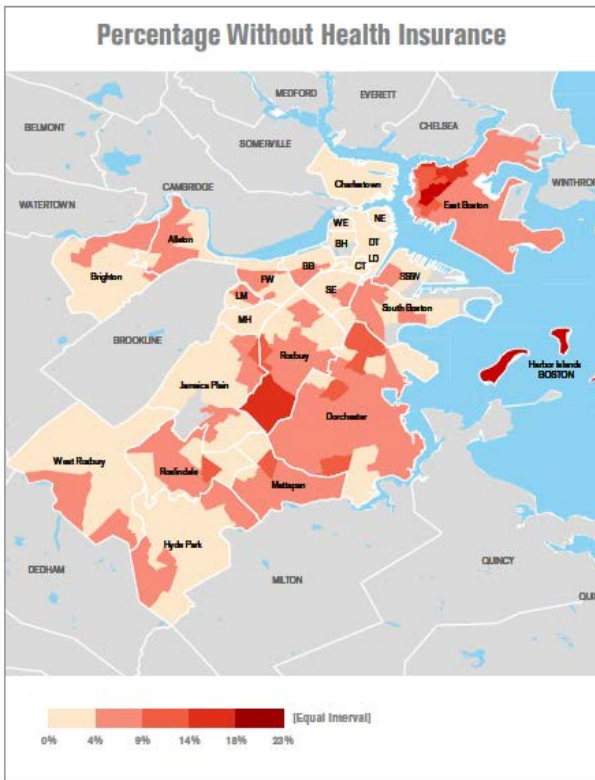 Percentage Without Health Insurance
MEDFORD
EVERETT
BELMONT
CHELSEA
SOMERVILLE
WINTHROP
Charlestown
CAMBRIDGE
WATERTOWN
East Boston
WE
NE
Allston
BH
DT
LD
Brighton
BB
CT
FW
SBW
LM
SE
South Boston
MH
BROOKLINE
Harbor Islands
BOSTON
Roxbury
Jamaica Plain
Dorchester
West Roxbury
Roslindale
Mattapan
Hyde Park
QUINCY
DEDHAM
MILTON
QUI
[Equal Interval]
0% 4% 9% 14% 18% 23%